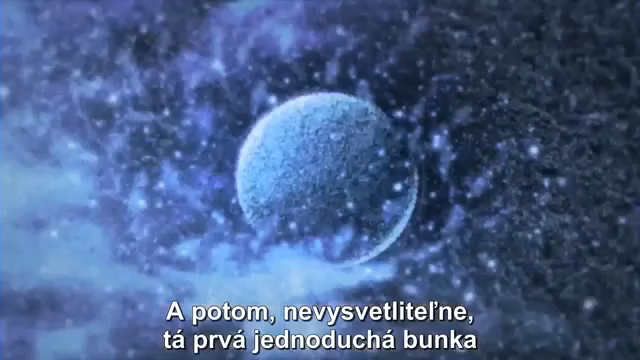 A potom, nevysvetliteľne,
tá prvá jednoduchá bunka